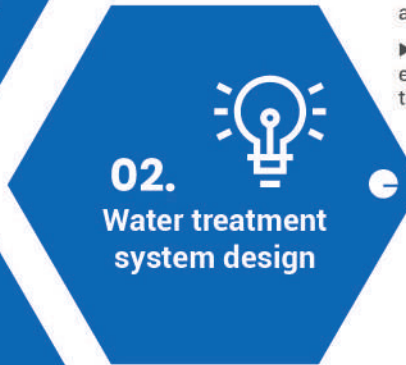 a
▶
e
t
02.
Water treatment
system design